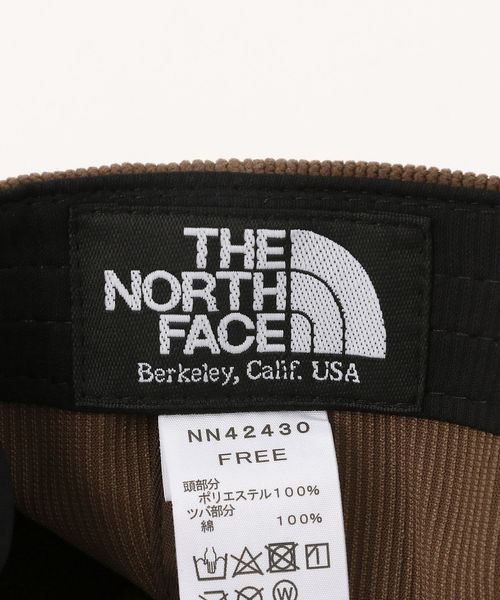 THE
NORTH
FACE
Berkeley, Calif. USA
NN42430
FREE
頭部分
ポリエステル100%
ツバ部分
綿 100%
W